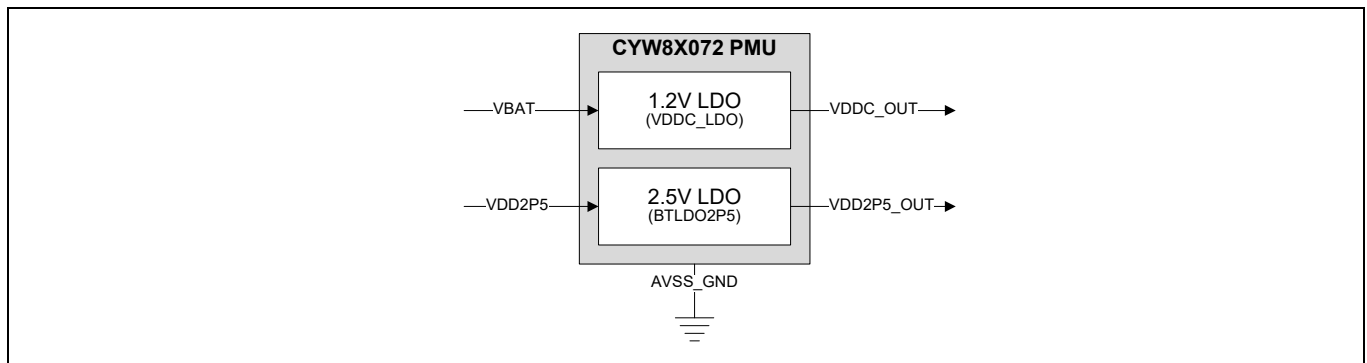 CYW8X072 PMU
VBAT
1.2V LDO
(VDDC_LDO)
VDDC_OUT
VDD2P5
2.5V LDO
(BTLDO2P5)
VDD2P5_OUT
AVSS_GND